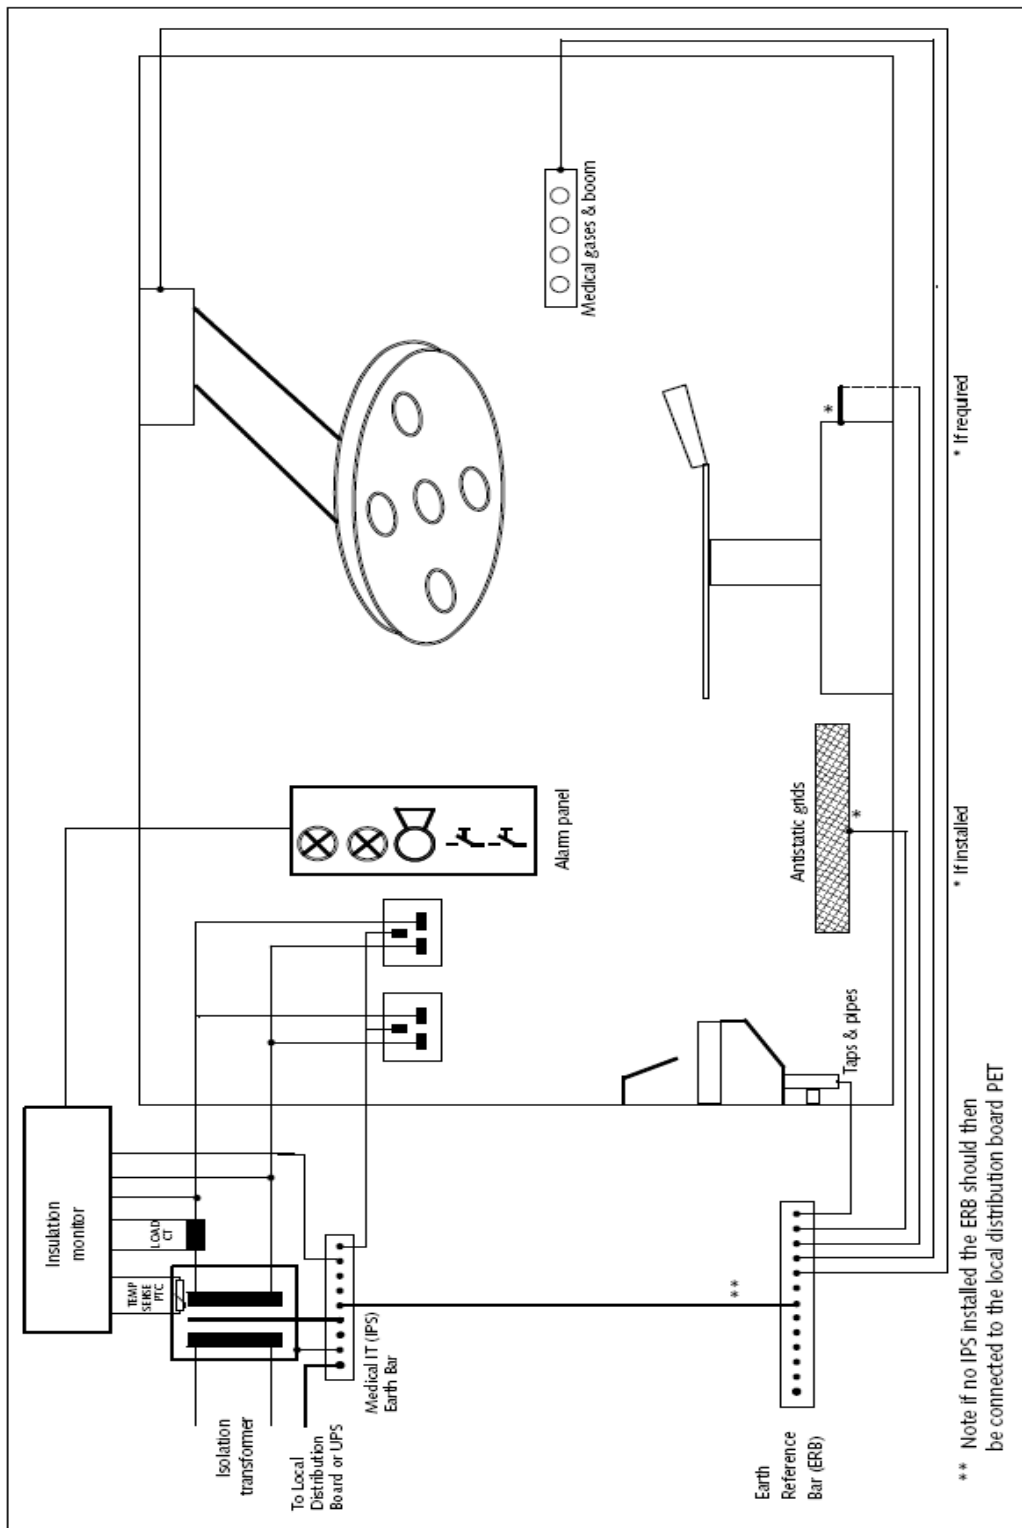 Insulation
monitor
LOAD
CT
TEMP
SENSE
PTC
Isolation
transformer
To Local
Distribution
Board or UPS
Medical IT (IPS)
Earth Bar
Alarm panel
Medical gases & boom
Antistatic grids
*
*
Taps & pipes
**
Earth
Reference
Bar (ERB)
* If installed
* If required
** Note if no IPS installed the ERB should then
be connected to the local distribution board PET